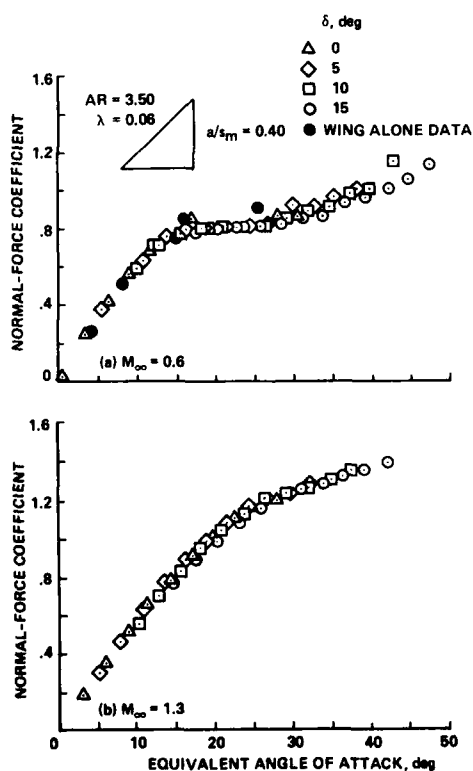 δ, deg
0
5
10
15
WING ALONE DATA
AR = 3.50
λ = 0.06
a/sm = 0.40
NORMAL-FORCE COEFFICIENT
1.6
1.2
.8
.4
0
(a) M∞ = 0.6
NORMAL-FORCE COEFFICIENT
1.6
1.2
.8
.4
(b) M∞ = 1.3
0
10
20
30
40
50
EQUIVALENT ANGLE OF ATTACK, deg